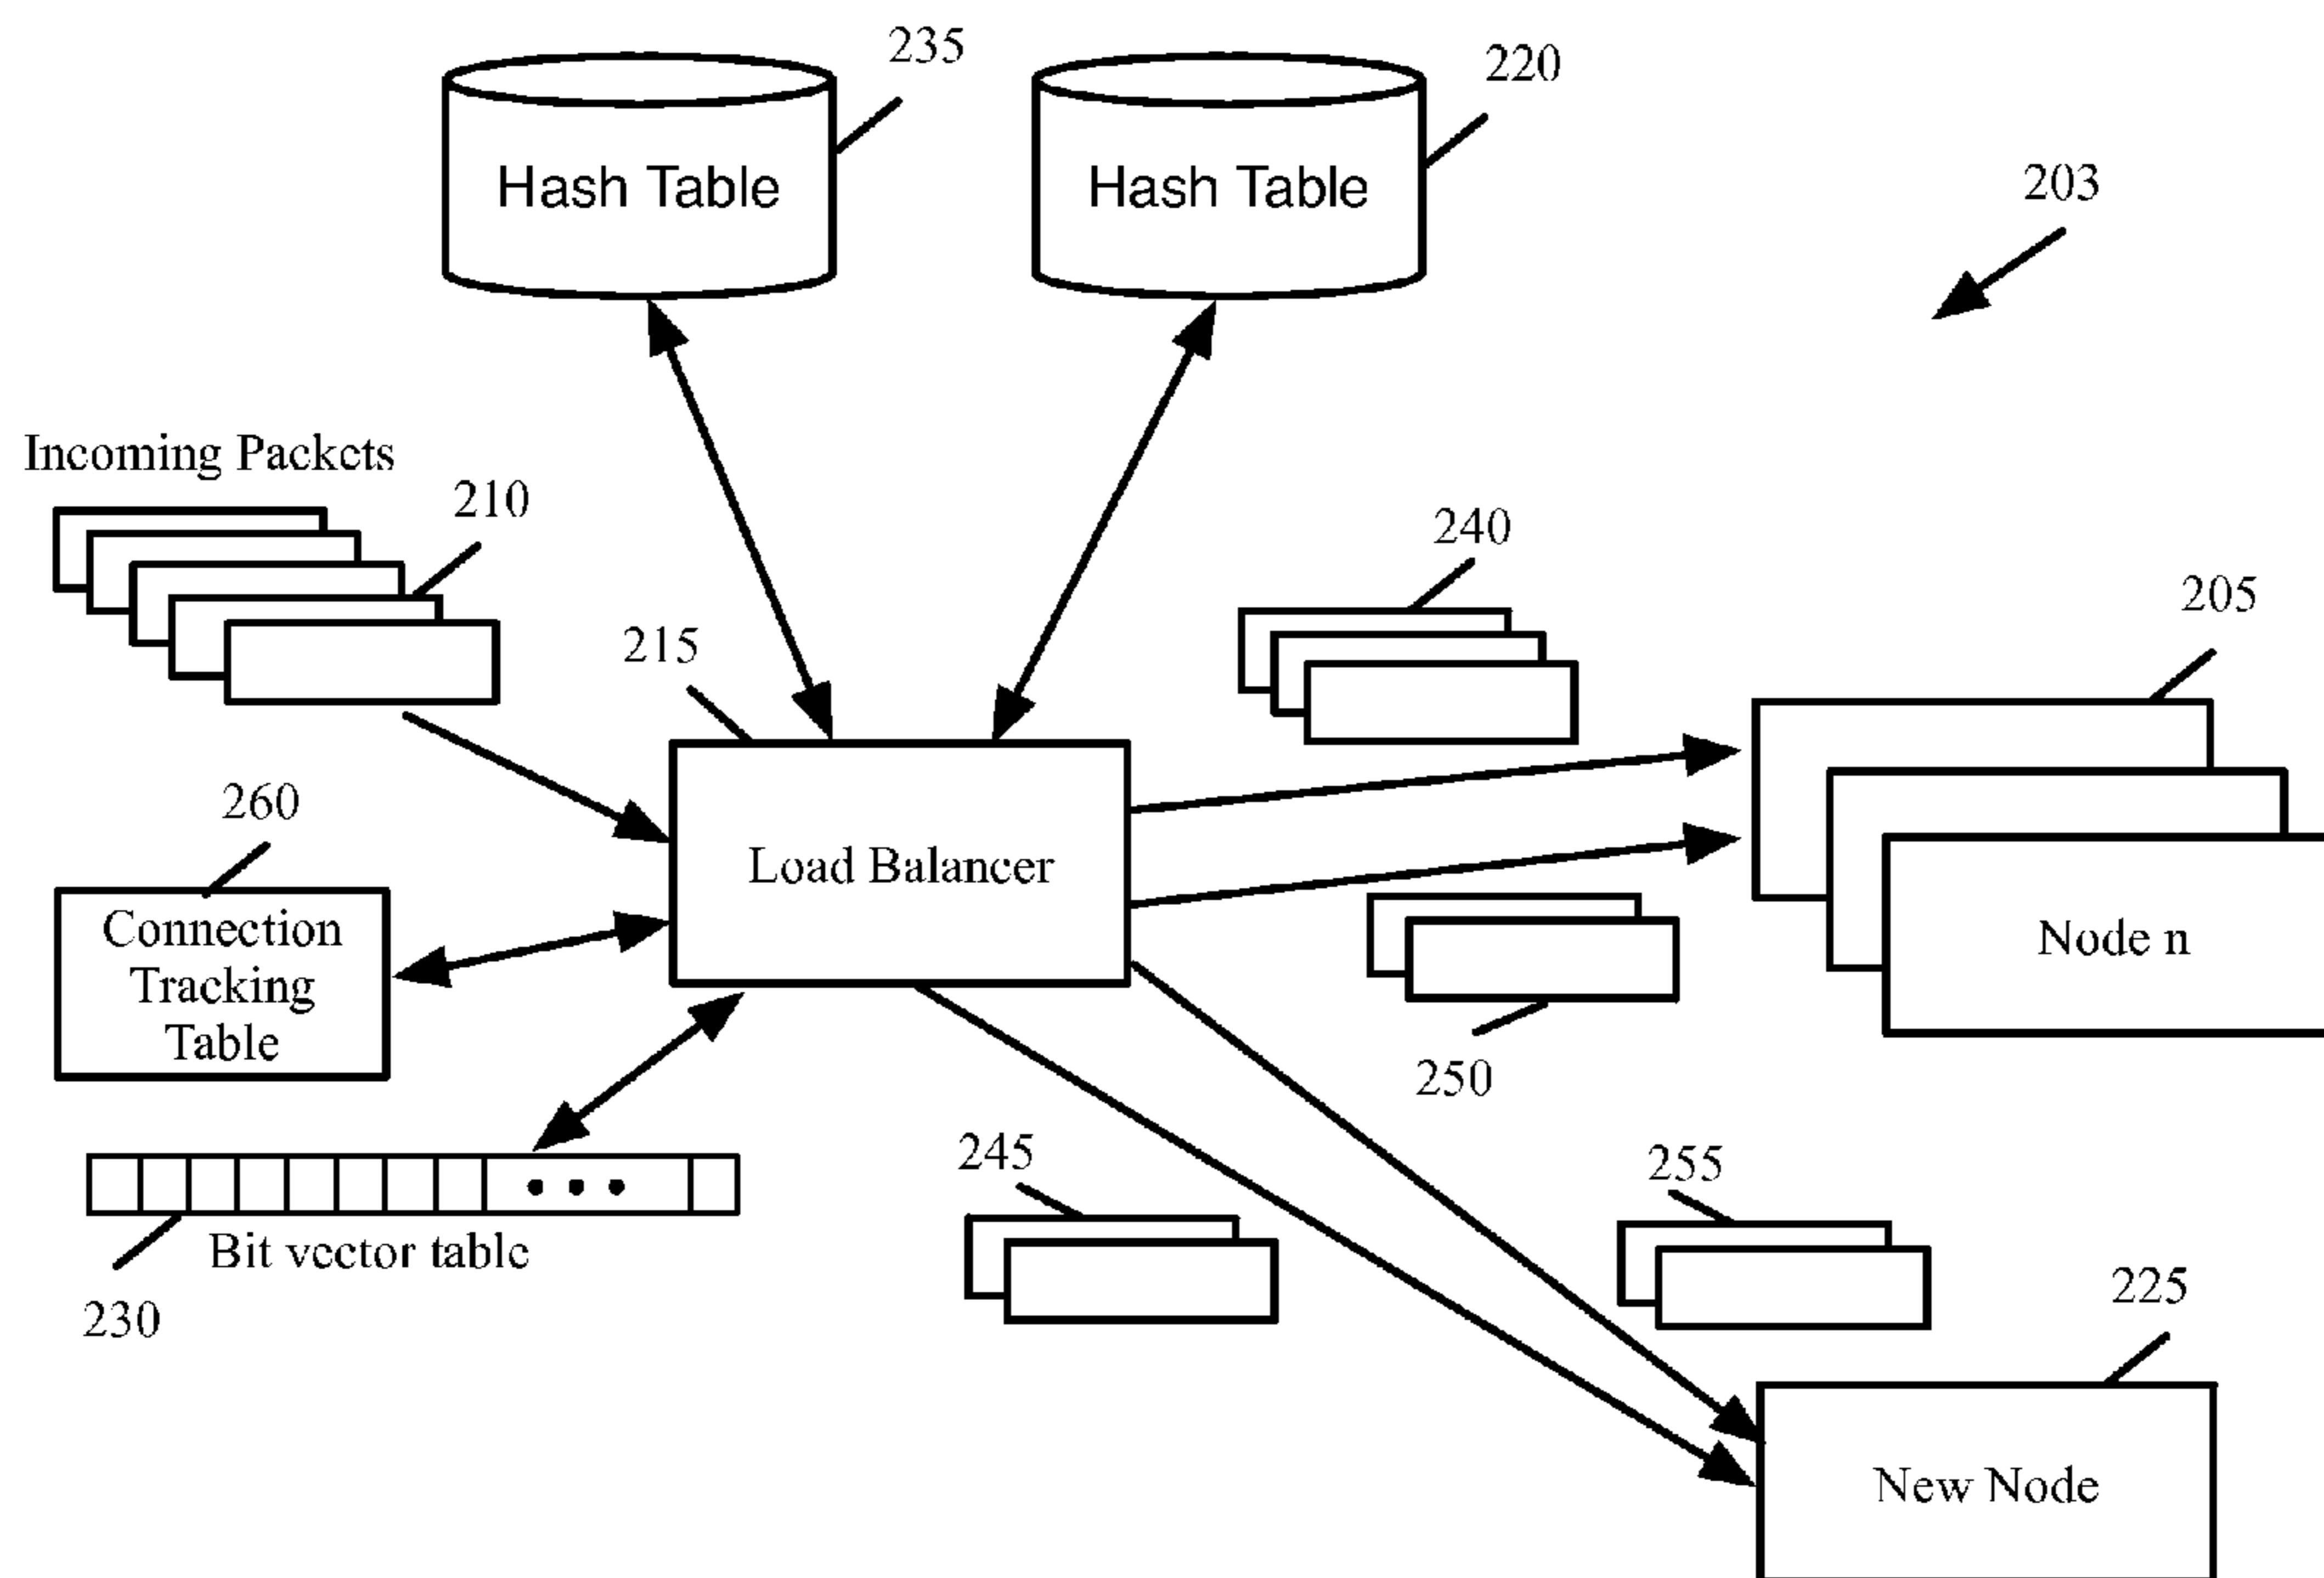 235
220
Hash Table
Hash Table
203
Incoming Packets
210
240
205
215
260
Load Balancer
Connection
Tracking
Table
Node n
250
245
255
Bit vector table
230
225
New Node